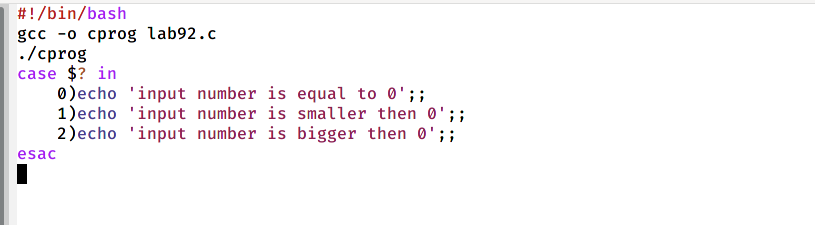 #!/bin/bash
gcc -o cprog lab92.c
./cprog
case $? in
    0)echo 'input number is equal to 0';;
    1)echo 'input number is smaller then 0';;
    2)echo 'input number is bigger then 0';;
esac